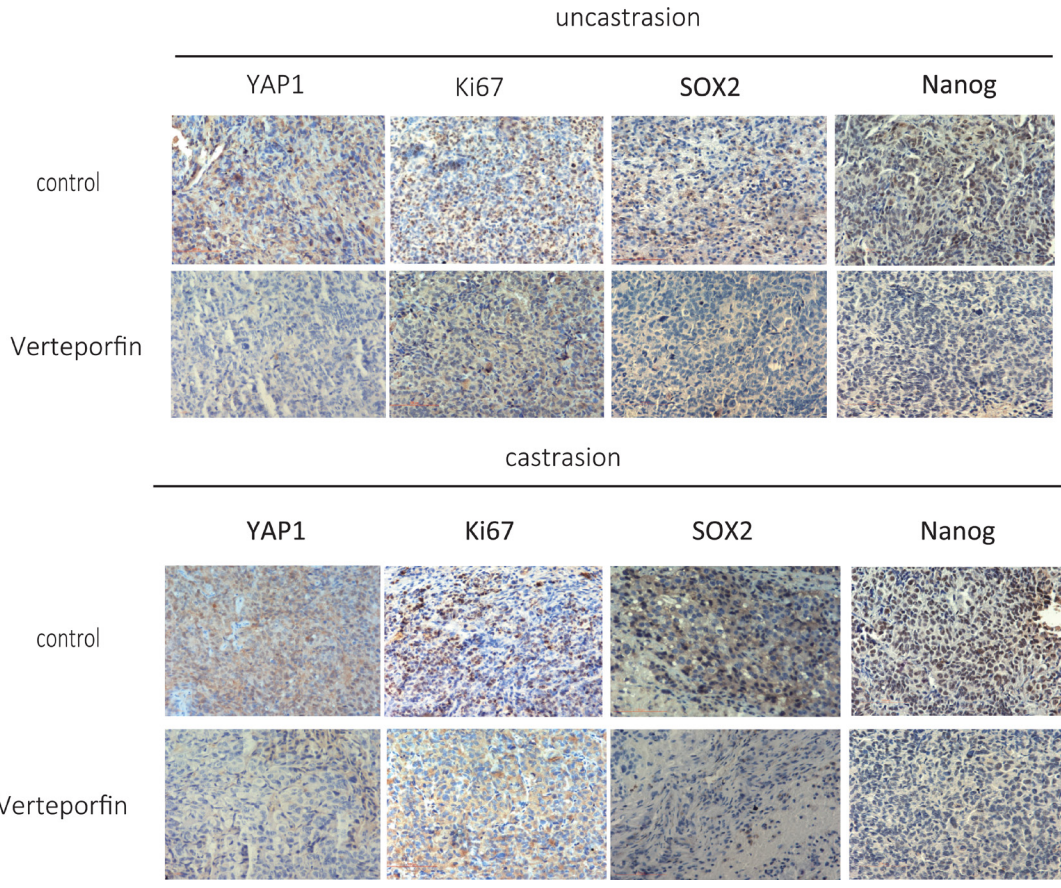 uncastrasion
YAP1 Ki67 SOX2 Nanog
control
Verteporfin
castrasion
YAP1 Ki67 SOX2 Nanog
control
Verteporfin